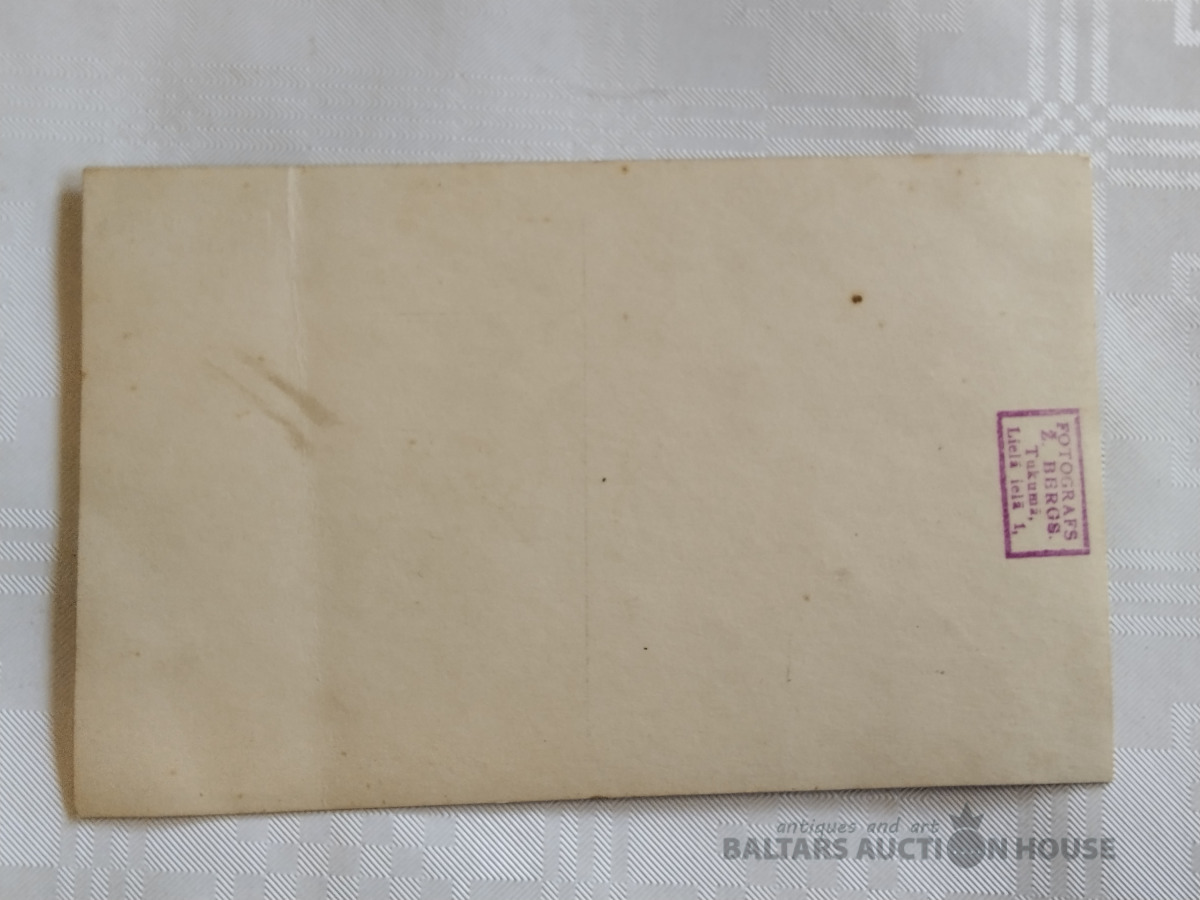 FOTOGRAFS
Ž. BERGS.
Tukumā,
Lielā ielā 1,
antiques and art
BALTARS AUCTION HOUSE